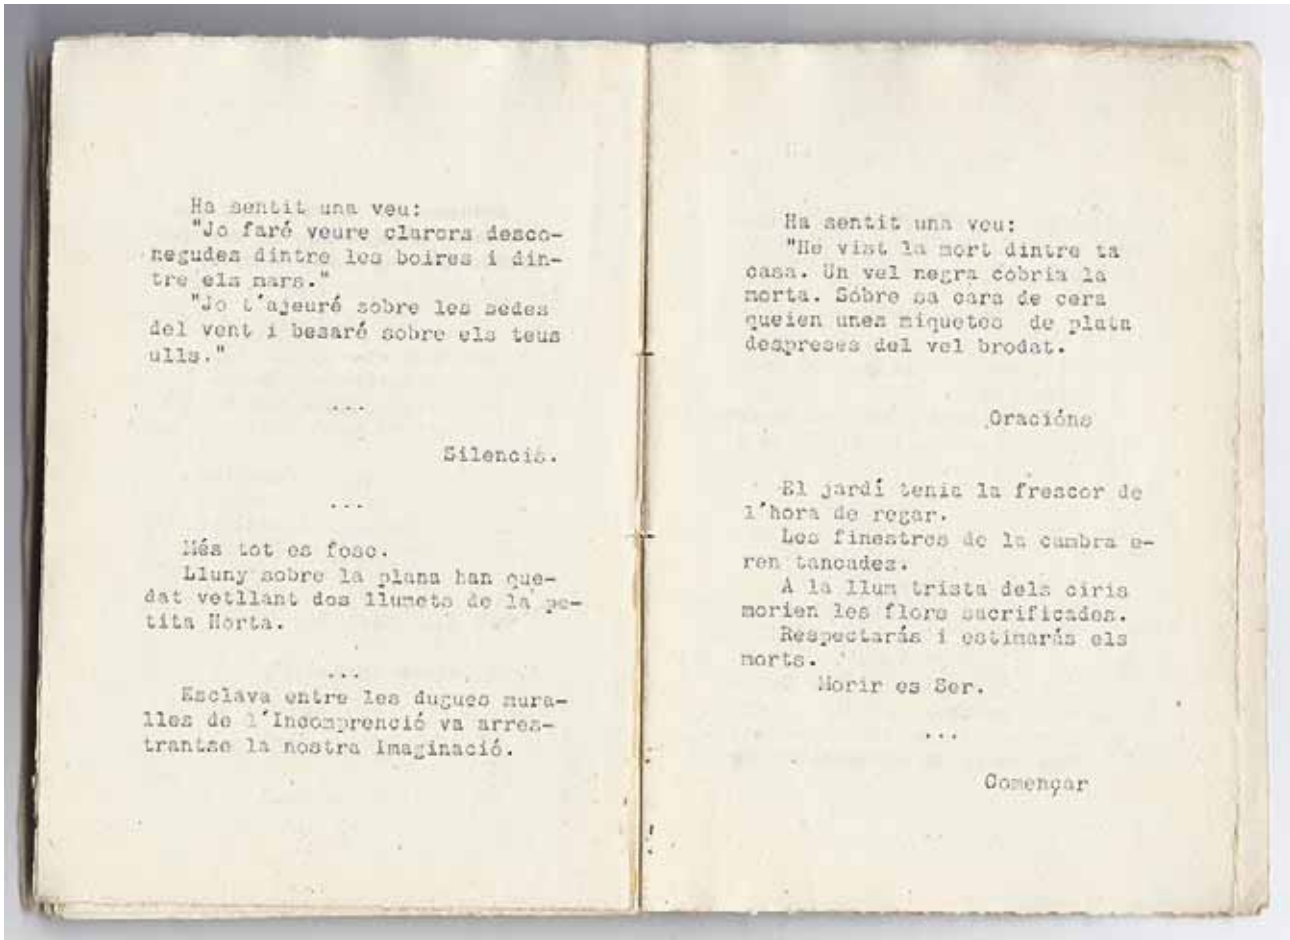 Ha sentit una veu:
"Jo faré veure clarors desco-
negudes dintre les boires i din-
tre els mars."
"Jo t'ajeuré sobre les sedes
del vent i besaré sobre els teus
ulls."
...
Silenció.
...
Més tot es fosc.
Lluny sobre la plana han que-
dat vetllant dos llumets de la pe-
tita Morta.
...
Esclava entre les dugues mura-
lles de l'Incomprenció va arres-
trantse la nostra Imaginació.
Ha sentit una veu:
"He vist la mort dintre ta
casa. Un vel negra cobria la
morta. Sobre sa cara de cera
queien unes miquetes de plata
despreses del vel brodat.
Oracións
El jardí tenia la frescor de
l'hora de regar.
Les finestres de la cambra e-
ren tancades.
A la llum trista dels ciris
morien les flors sacrificades.
Respectarás i estimarás els
morts.
Morir es Ser.
...
Començar